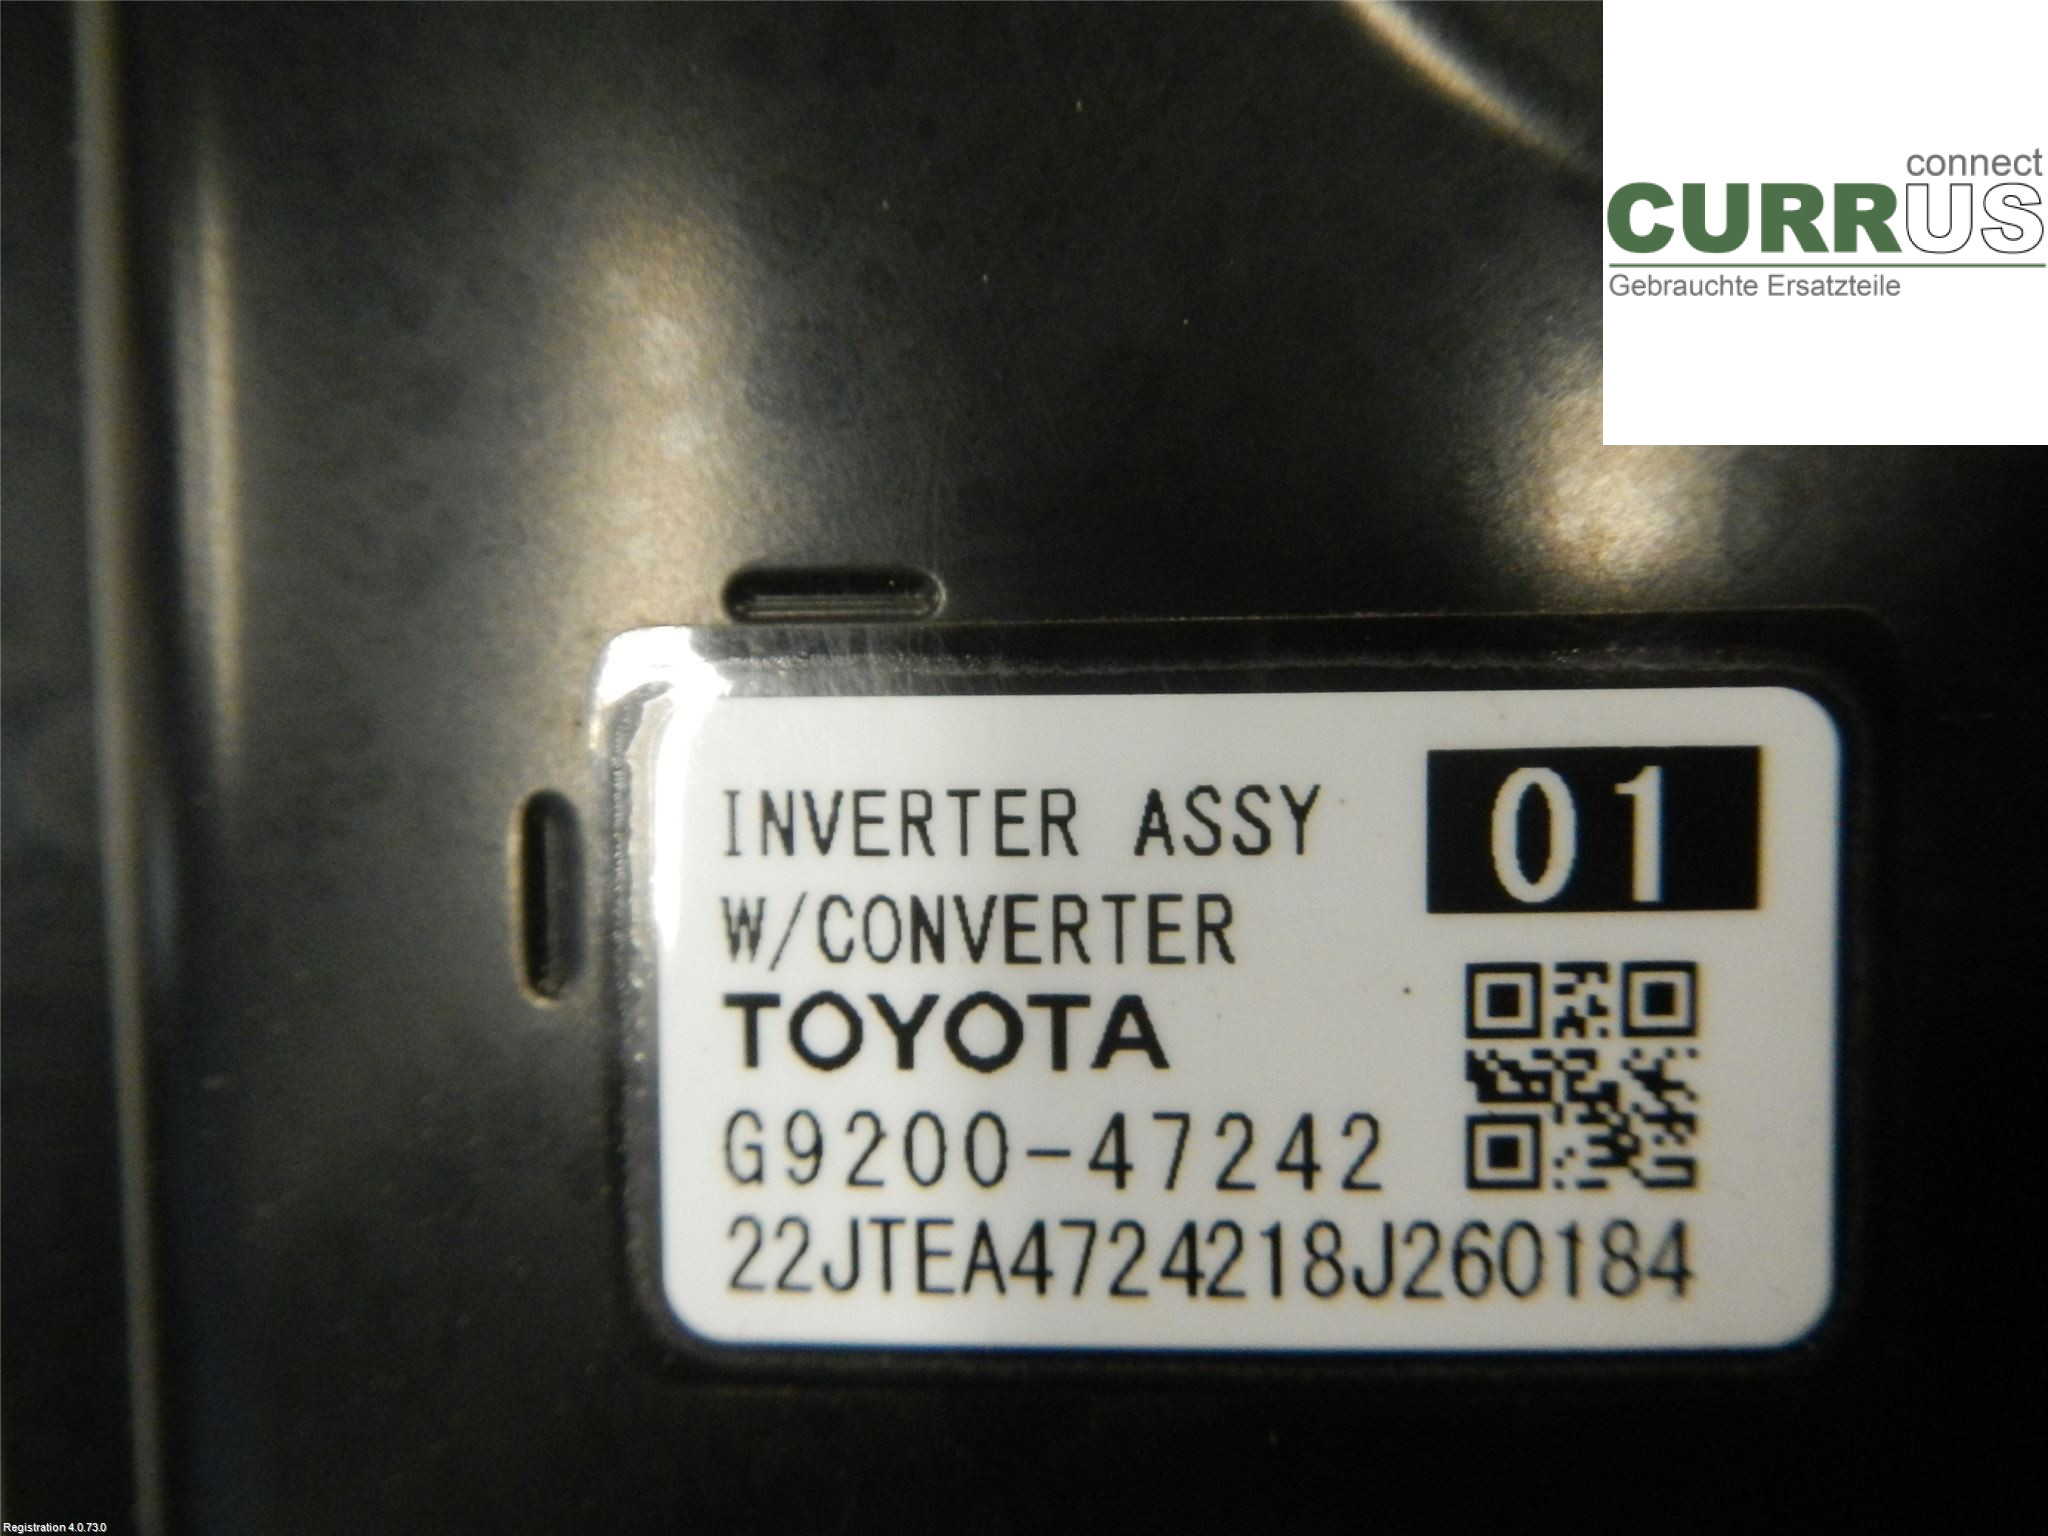 connect
CURRUS
Gebrauchte Ersatzteile
INVERTER ASSY
01
W/CONVERTER
TOYOTA
G9200-47242
22JTEA4724218J260184
Registration 4.0.73.0